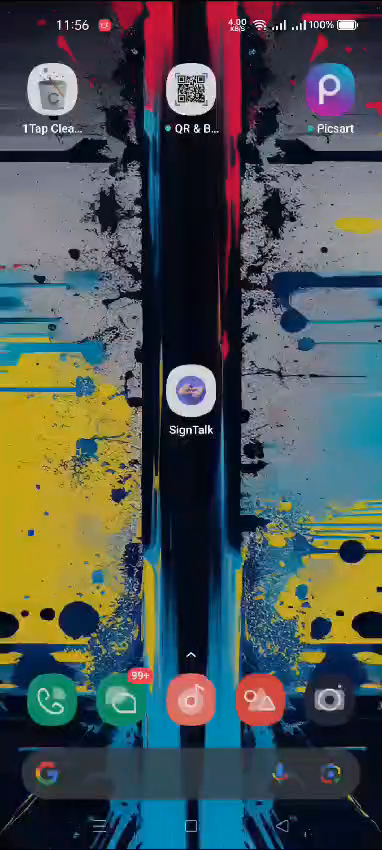 11:56
4.00
KB/S
100%
1Tap Clea...
QR & B...
Picsart
SignTalk
99+